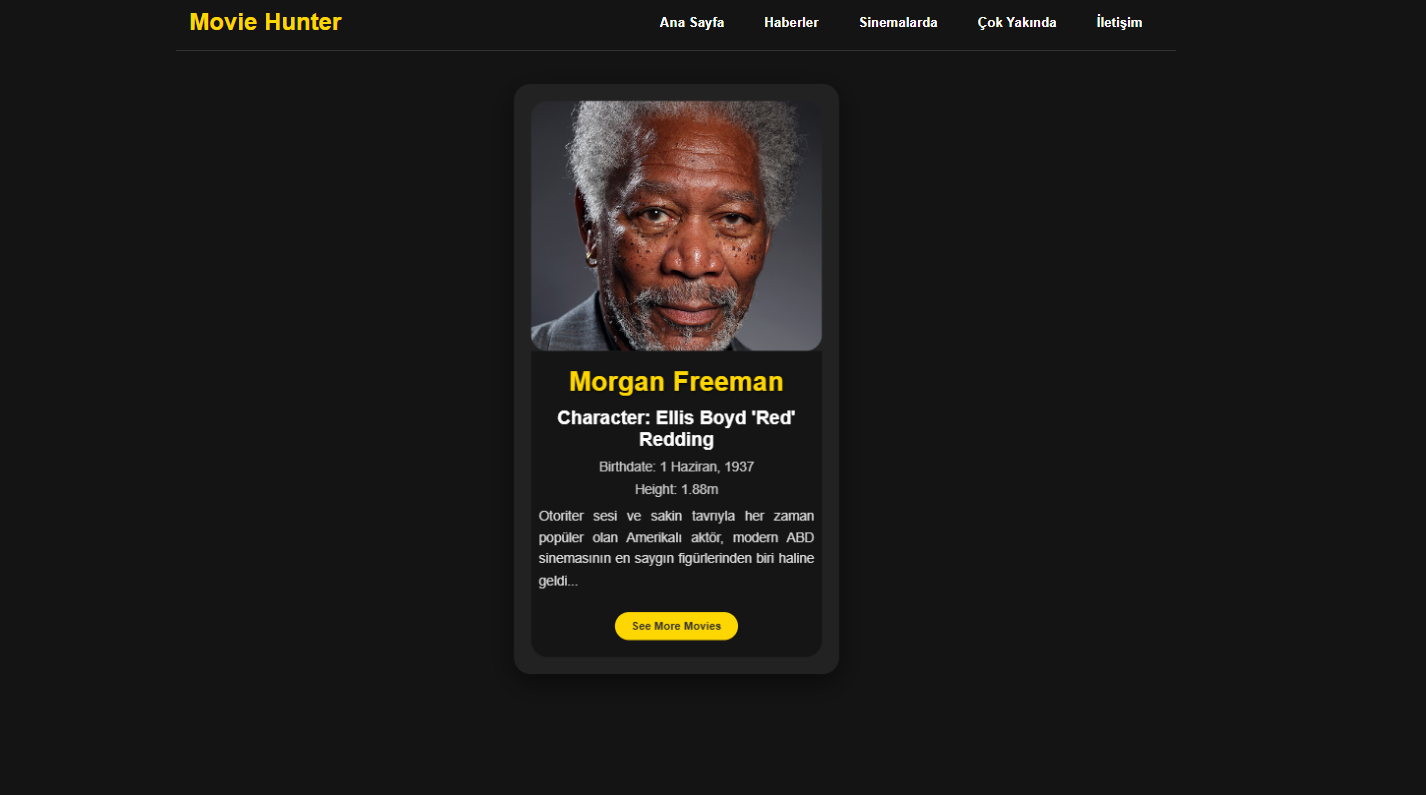 Movie Hunter
Ana Sayfa Haberler Sinemalarda Çok Yakında İletişim
Morgan Freeman
Character: Ellis Boyd 'Red'
Redding
Birthdate: 1 Haziran, 1937
Height: 1.88m
Otoriter sesi ve sakin tavrıyla her zaman
popüler olan Amerikalı aktör, modern ABD
sinemasının en saygın figürlerinden biri haline
geldi...
See More Movies